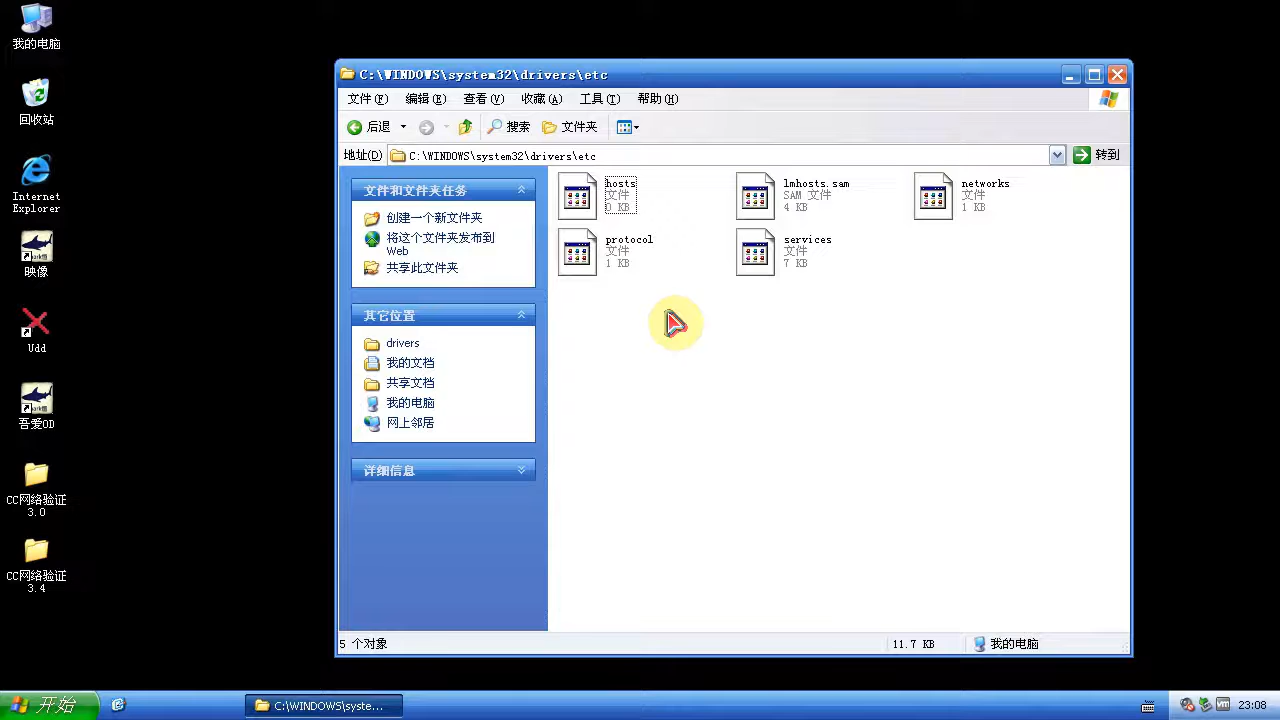 我的电脑
回收站
Internet
Explorer
映像
Udd
吾爱OD
CC网络验证
3.0
CC网络验证
3.4
C:\WINDOWS\system32\drivers\etc
文件(F) 编辑(E) 查看(V) 收藏(A) 工具(T) 帮助(H)
后退 搜索 文件夹
地址(D) C:\WINDOWS\system32\drivers\etc 转到
文件和文件夹任务
创建一个新文件夹
将这个文件夹发布到
Web
共享此文件夹
其它位置
drivers
我的文档
共享文档
我的电脑
网上邻居
详细信息
hosts
文件
0 KB
lmhosts.sam
SAM 文件
4 KB
networks
文件
1 KB
protocol
文件
1 KB
services
文件
7 KB
5 个对象 11.7 KB 我的电脑
开始 C:\WINDOWS\syste... 23:08